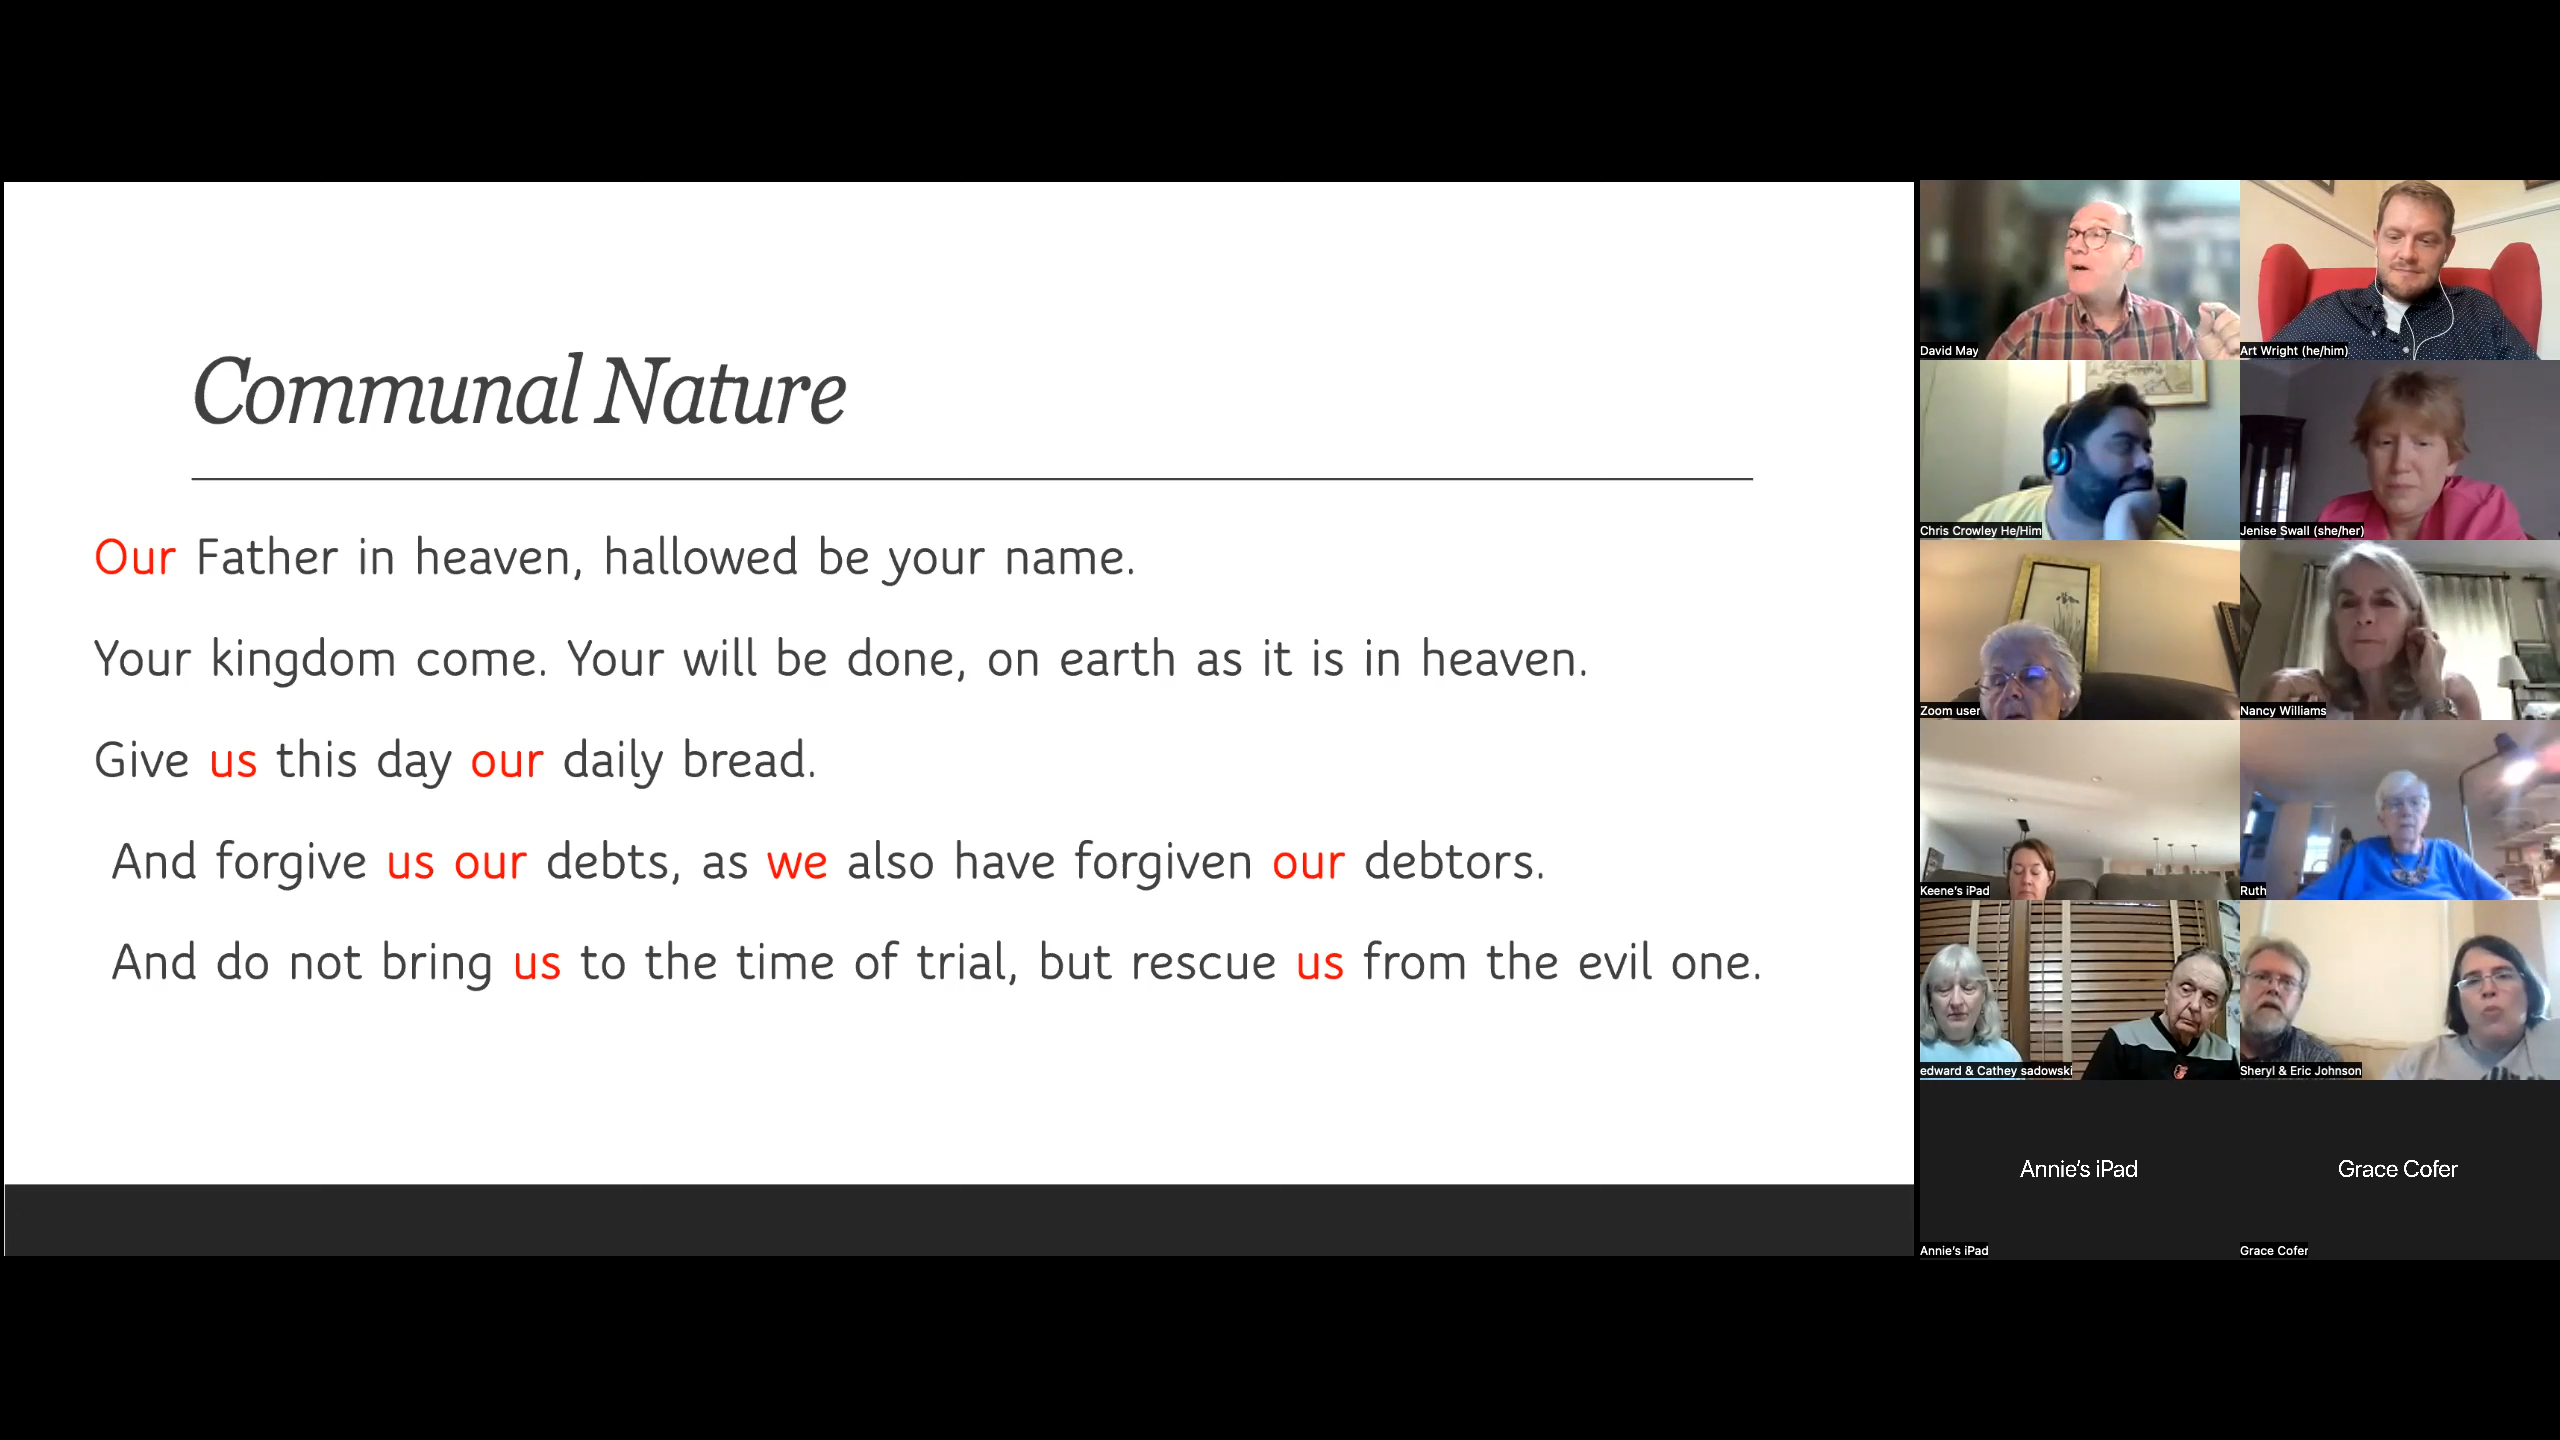 Communal Nature
Our Father in heaven, hallowed be your name.
Your kingdom come. Your will be done, on earth as it is in heaven.
Give us this day our daily bread.
And forgive us our debts, as we also have forgiven our debtors.
And do not bring us to the time of trial, but rescue us from the evil one.
David May
Art Wright (he/him)
Chris Crowley He/Him
Jenise Swall (she/her)
Zoom user
Nancy Williams
Keene's iPad
Ruth
edward & Cathey sadowski
Sheryl & Eric Johnson
Annie's iPad
Grace Cofer
Annie's iPad
Grace Cofer